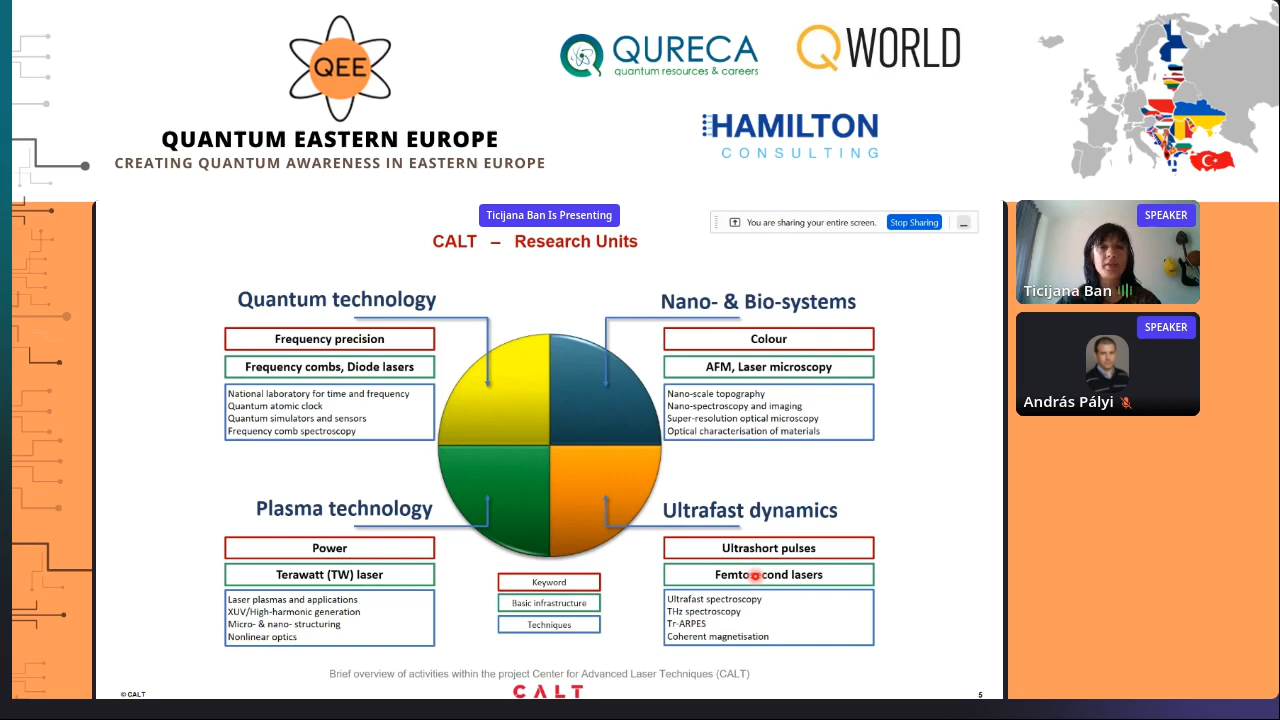 QEE
QUANTUM EASTERN EUROPE
CREATING QUANTUM AWARENESS IN EASTERN EUROPE
QURECA
quantum resources & careers
QWORLD
HAMILTON
CONSULTING
Ticijana Ban Is Presenting
You are sharing your entire screen.
Stop Sharing
CALT – Research Units
Quantum technology
Frequency precision
Frequency combs, Diode lasers
National laboratory for time and frequency
Quantum atomic clock
Quantum simulators and sensors
Frequency comb spectroscopy
Nano- & Bio-systems
Colour
AFM, Laser microscopy
Nano-scale topography
Nano-spectroscopy and imaging
Super-resolution optical microscopy
Optical characterisation of materials
Plasma technology
Power
Terawatt (TW) laser
Laser plasmas and applications
XUV/High-harmonic generation
Micro- & nano- structuring
Nonlinear optics
Ultrafast dynamics
Ultrashort pulses
Femtosecond lasers
Ultrafast spectroscopy
THz spectroscopy
Tr-ARPES
Coherent magnetisation
Keyword
Basic infrastructure
Techniques
Brief overview of activities within the project Center for Advanced Laser Techniques (CALT)
© CALT
CALT
5
SPEAKER
Ticijana Ban
SPEAKER
András Pályi